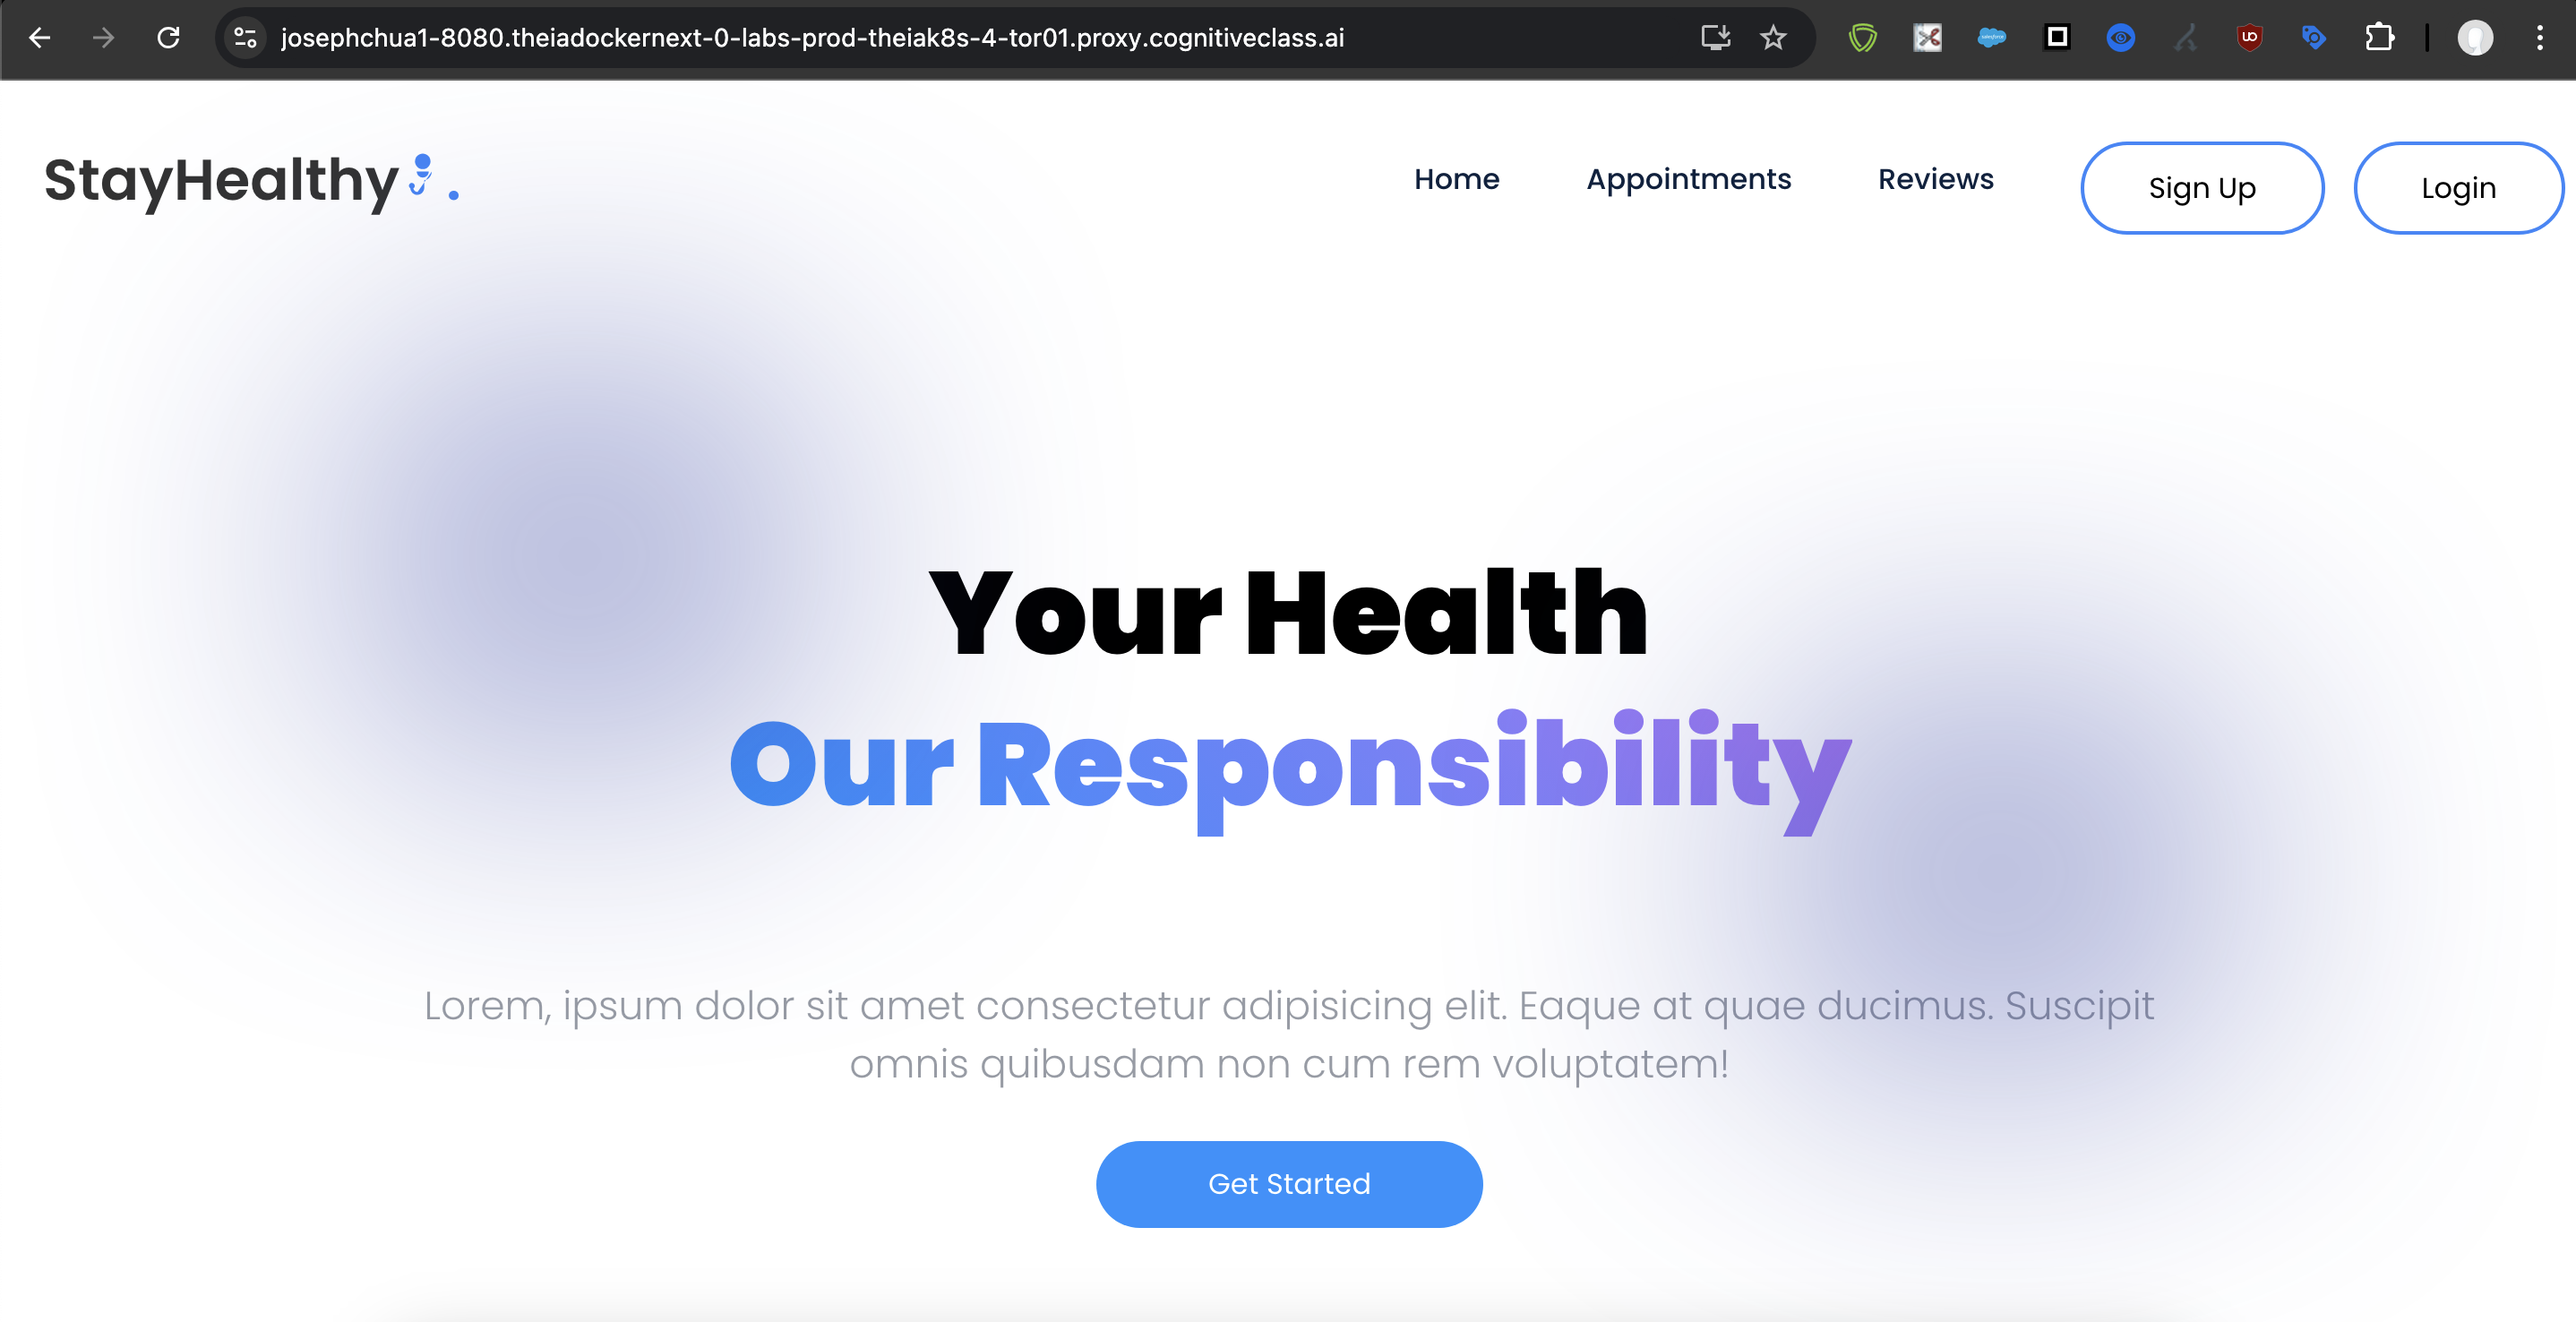 josephchua1-8080.theiadockernext-0-labs-prod-theiak8s-4-tor01.proxy.cognitiveclass.ai
StayHealthy .
Home Appointments Reviews Sign Up Login
Your Health
Our Responsibility
Lorem, ipsum dolor sit amet consectetur adipisicing elit. Eaque at quae ducimus. Suscipit
omnis quibusdam non cum rem voluptatem!
Get Started